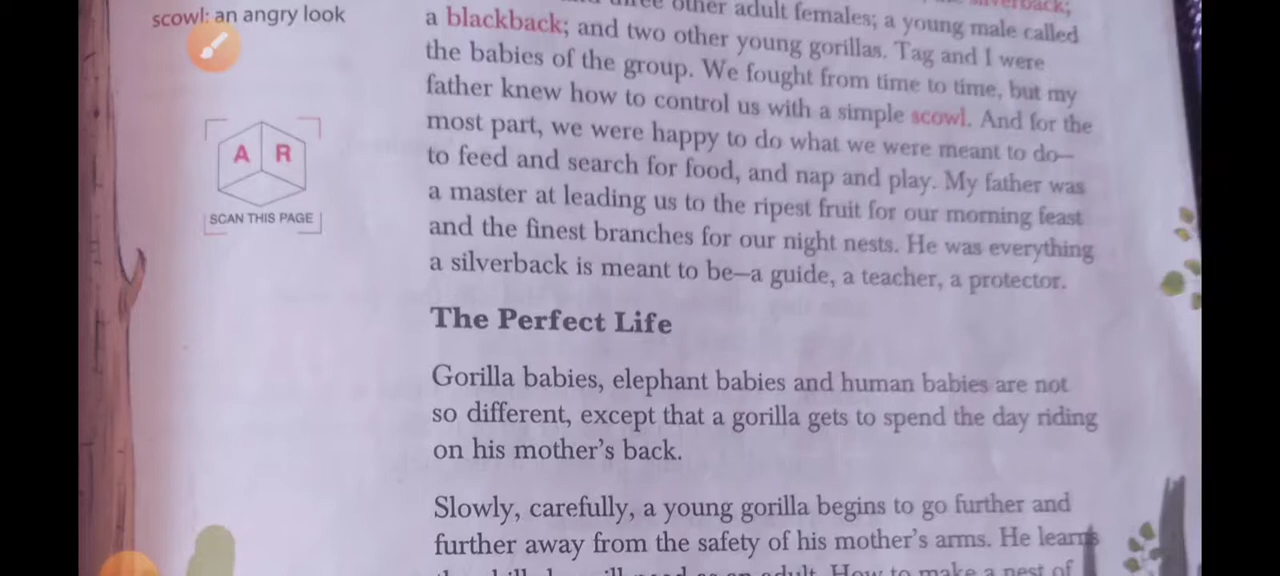 scowl: an angry look
other adult females; a young male called
a blackback; and two other young gorillas. Tag and I were
the babies of the group. We fought from time to time, but my
father knew how to control us with a simple scowl. And for the
most part, we were happy to do what we were meant to do—
to feed and search for food, and nap and play. My father was
a master at leading us to the ripest fruit for our morning feast
and the finest branches for our night nests. He was everything
a silverback is meant to be—a guide, a teacher, a protector.
A R
SCAN THIS PAGE
The Perfect Life
Gorilla babies, elephant babies and human babies are not
so different, except that a gorilla gets to spend the day riding
on his mother's back.
Slowly, carefully, a young gorilla begins to go further and
further away from the safety of his mother's arms. He learns
adult. How to make a nest of